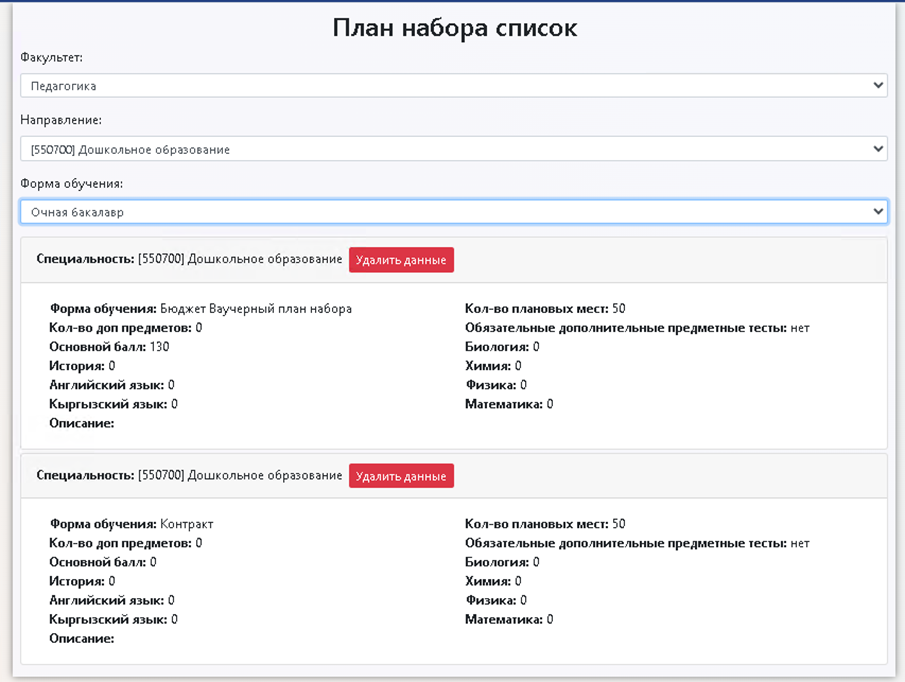 План набора список
Факультет:
Педагогика
Направление:
[550700] Дошкольное образование
Форма обучения:
Очная бакалавр
Специальность: [550700] Дошкольное образование Удалить данные
Форма обучения: Бюджет Ваучерный план набора
Кол-во доп предметов: 0
Основной балл: 130
История: 0
Английский язык: 0
Кыргызский язык: 0
Описание:
Кол-во плановых мест: 50
Обязательные дополнительные предметные тесты: нет
Биология: 0
Химия: 0
Физика: 0
Математика: 0
Специальность: [550700] Дошкольное образование Удалить данные
Форма обучения: Контракт
Кол-во доп предметов: 0
Основной балл: 0
История: 0
Английский язык: 0
Кыргызский язык: 0
Описание:
Кол-во плановых мест: 50
Обязательные дополнительные предметные тесты: нет
Биология: 0
Химия: 0
Физика: 0
Математика: 0